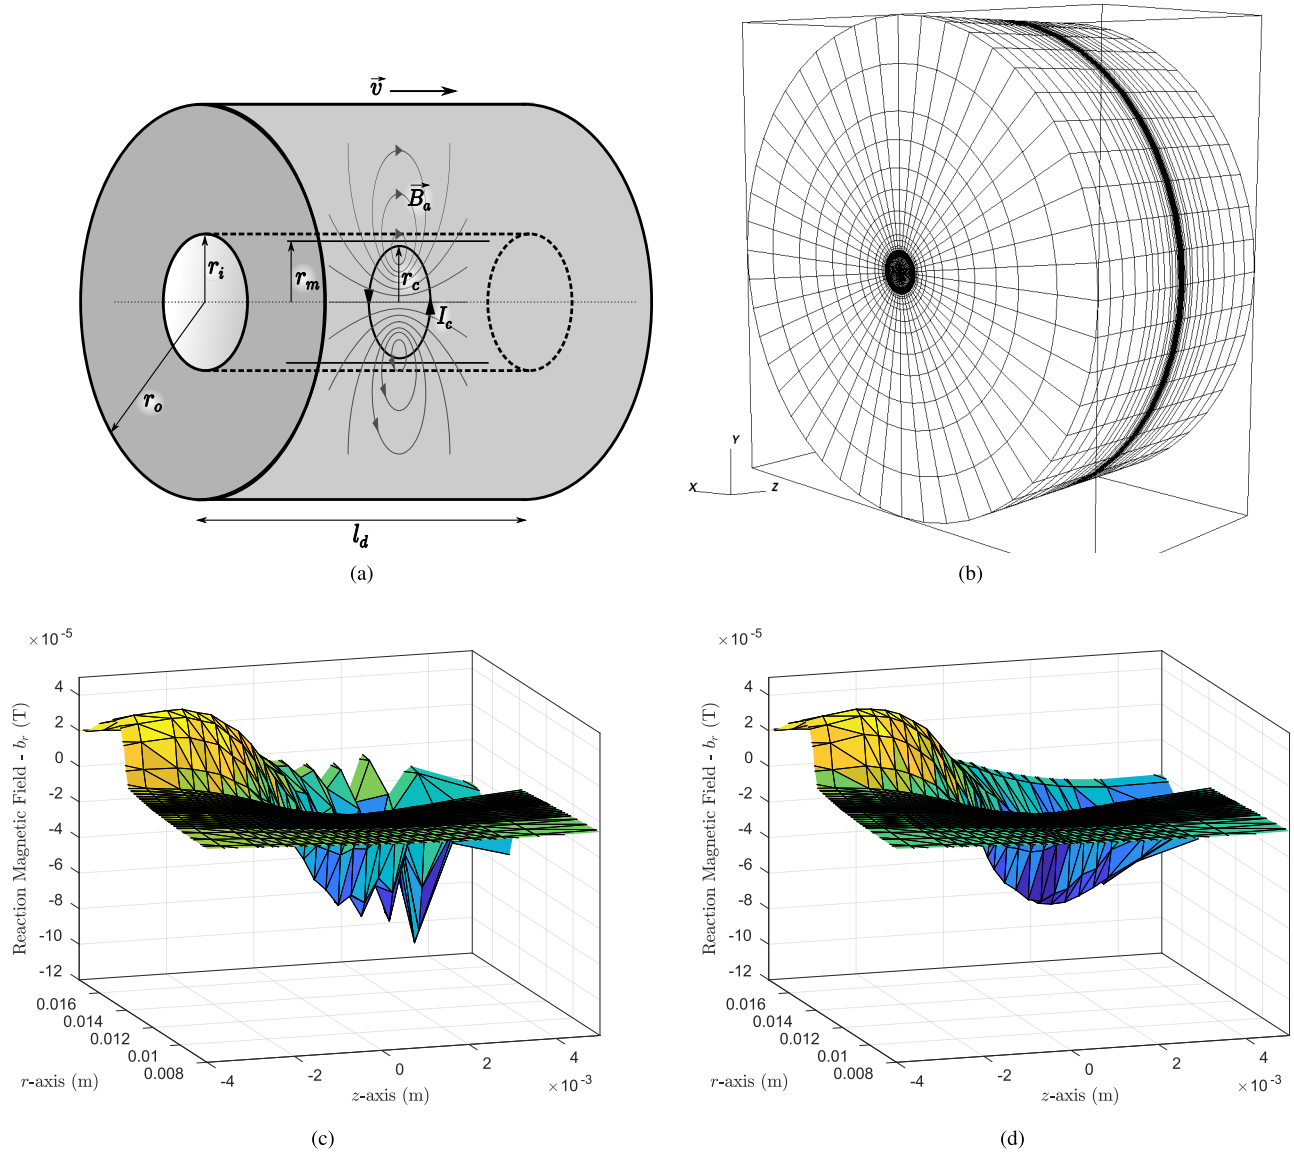 v
B_a
r_i
r_m
r_c
I_c
r_o
l_d
(a)
Y
X
Z
(b)
×10^-5
4
2
0
-2
-4
-6
-8
-10
-12
Reaction Magnetic Field - b_r (T)
0.016
0.014
0.012
0.01
0.008
r-axis (m)
-4
-2
0
2
4
×10^-3
z-axis (m)
(c)
×10^-5
4
2
0
-2
-4
-6
-8
-10
-12
Reaction Magnetic Field - b_r (T)
0.016
0.014
0.012
0.01
0.008
r-axis (m)
-4
-2
0
2
4
×10^-3
z-axis (m)
(d)